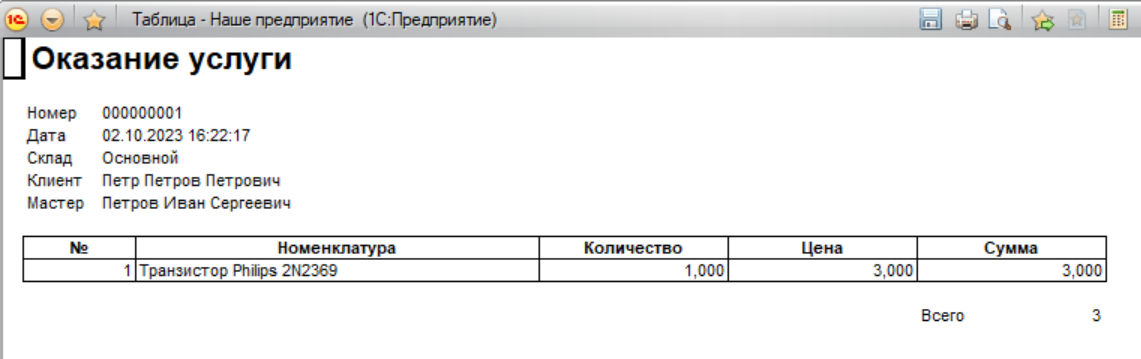 1С Таблица - Наше предприятие (1С:Предприятие)
Оказание услуги
Номер 000000001
Дата 02.10.2023 16:22:17
Склад Основной
Клиент Петр Петров Петрович
Мастер Петров Иван Сергеевич
№ Номенклатура Количество Цена Сумма
1 Транзистор Philips 2N2369 1,000 3,000 3,000
Всего 3